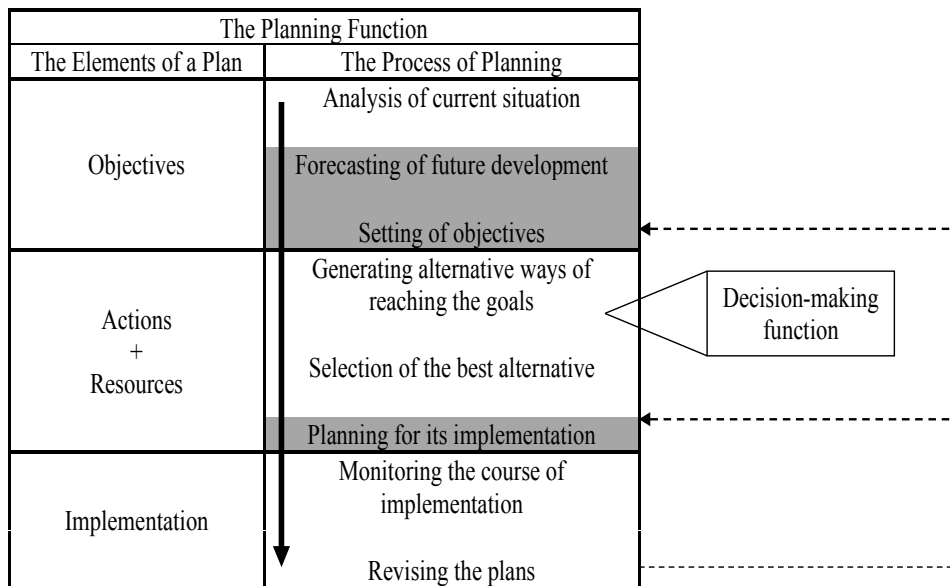 The Planning Function
The Elements of a Plan
The Process of Planning
Objectives
Analysis of current situation
Forecasting of future development
Setting of objectives
Actions
+
Resources
Generating alternative ways of
reaching the goals
Selection of the best alternative
Planning for its implementation
Decision-making
function
Implementation
Monitoring the course of
implementation
Revising the plans